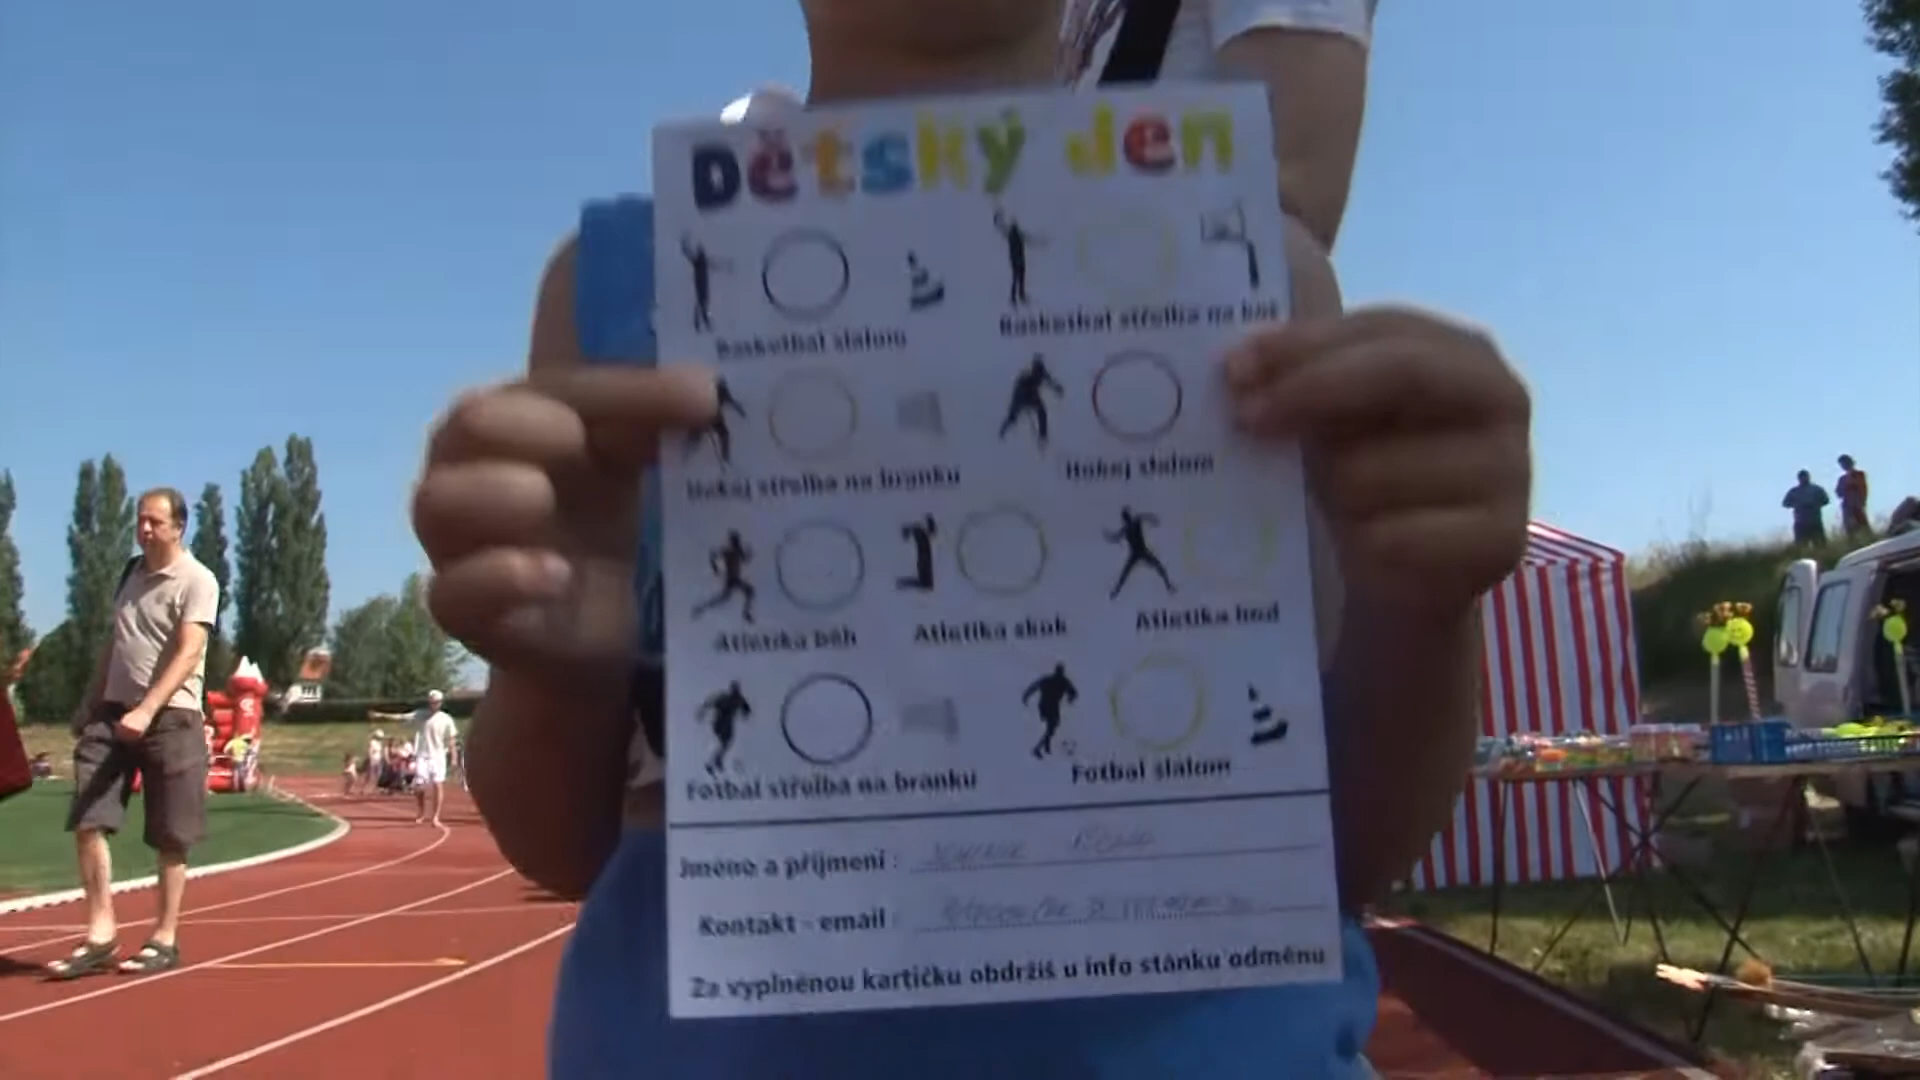 Dětský den
Basketbal slalom
Basketbal střelba na koš
Hokej střelba na branku
Hokej slalom
Atletika běh
Atletika skok
Atletika hod
Fotbal střelba na branku
Fotbal slalom
Jméno a příjmení :
Kontakt - email :
Za vyplněnou kartičku obdržíš u info stánku odměnu